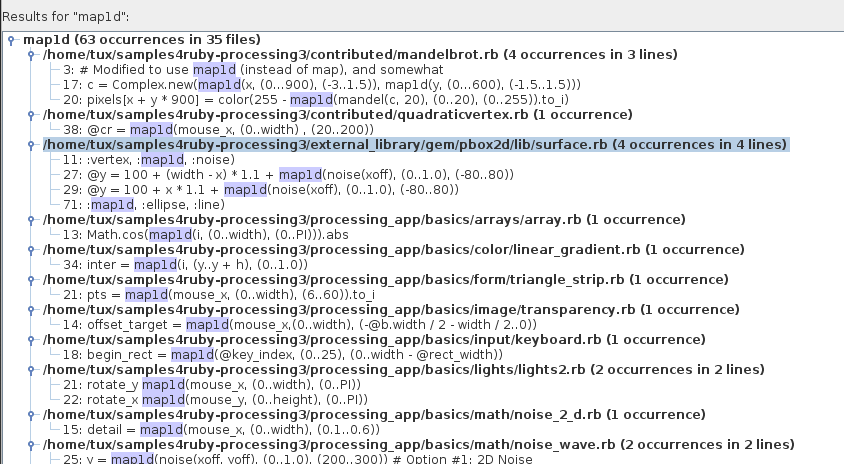 Results for "map1d":
map1d (63 occurrences in 35 files)
/home/tux/samples4ruby-processing3/contributed/mandelbrot.rb (4 occurrences in 3 lines)
3: # Modified to use map1d (instead of map), and somewhat
17: c = Complex.new(map1d(x, (0...900), (-3..1.5)), map1d(y, (0...600), (-1.5..1.5)))
20: pixels[x + y * 900] = color(255 - map1d(mandel(c, 20), (0..20), (0..255)).to_i)
/home/tux/samples4ruby-processing3/contributed/quadraticvertex.rb (1 occurrence)
38: @cr = map1d(mouse_x, (0..width) , (20..200))
/home/tux/samples4ruby-processing3/external_library/gem/pbox2d/lib/surface.rb (4 occurrences in 4 lines)
11: :vertex, :map1d, :noise)
27: @y = 100 + (width - x) * 1.1 + map1d(noise(xoff), (0..1.0), (-80..80))
29: @y = 100 + x * 1.1 + map1d(noise(xoff), (0..1.0), (-80..80))
71: :map1d, :ellipse, :line)
/home/tux/samples4ruby-processing3/processing_app/basics/arrays/array.rb (1 occurrence)
13: Math.cos(map1d(i, (0..width), (0..PI))).abs
/home/tux/samples4ruby-processing3/processing_app/basics/color/linear_gradient.rb (1 occurrence)
34: inter = map1d(i, (y..y + h), (0..1.0))
/home/tux/samples4ruby-processing3/processing_app/basics/form/triangle_strip.rb (1 occurrence)
21: pts = map1d(mouse_x, (0..width), (6..60)).to_i
/home/tux/samples4ruby-processing3/processing_app/basics/image/transparency.rb (1 occurrence)
14: offset_target = map1d(mouse_x,(0..width), (-@b.width / 2 - width / 2..0))
/home/tux/samples4ruby-processing3/processing_app/basics/input/keyboard.rb (1 occurrence)
18: begin_rect = map1d(@key_index, (0..25), (0..width - @rect_width))
/home/tux/samples4ruby-processing3/processing_app/basics/lights/lights2.rb (2 occurrences in 2 lines)
21: rotate_y map1d(mouse_x, (0..width), (0..PI))
22: rotate_x map1d(mouse_y, (0..height), (0..PI))
/home/tux/samples4ruby-processing3/processing_app/basics/math/noise_2_d.rb (1 occurrence)
15: detail = map1d(mouse_x, (0..width), (0.1..0.6))
/home/tux/samples4ruby-processing3/processing_app/basics/math/noise_wave.rb (2 occurrences in 2 lines)
25: y = map1d(noise(xoff, yoff), (0..1.0), (200..300)) # Option #1: 2D Noise